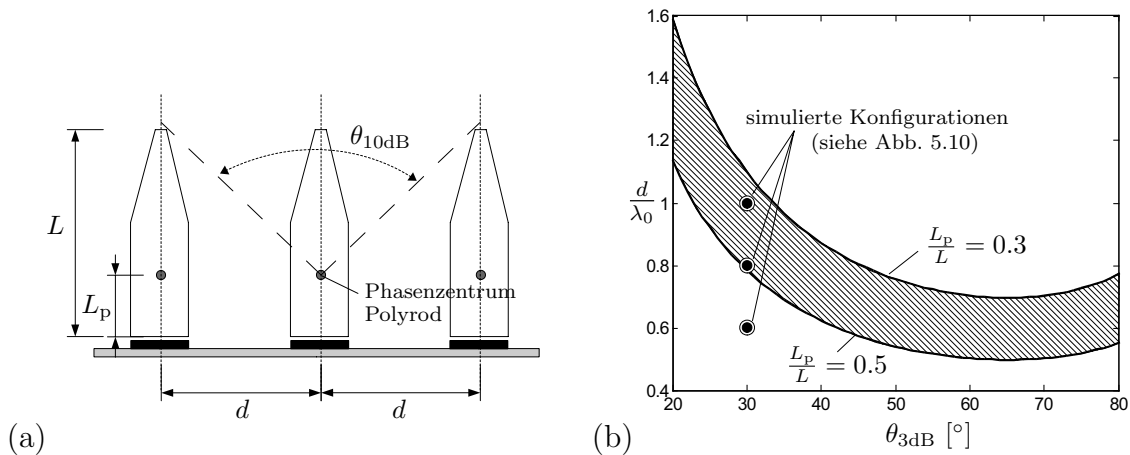 θ10dB
L
Lp
Phasenzentrum
Polyrod
d
d
(a)
1.6
1.4
1.2
1
0.8
0.6
0.4
d/λ0
simulierte Konfigurationen
(siehe Abb. 5.10)
Lp/L = 0.3
Lp/L = 0.5
20 30 40 50 60 70 80
θ3dB [°]
(b)